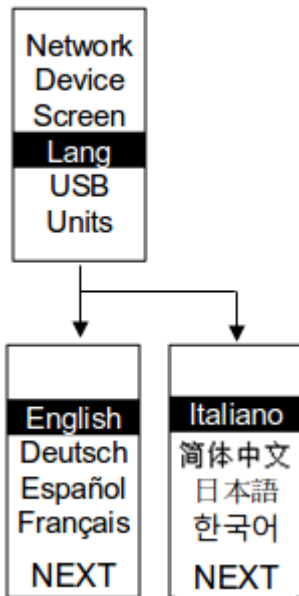 Network
Device
Screen
Lang
USB
Units
English
Deutsch
Español
Français
NEXT
Italiano
简体中文
日本語
한국어
NEXT